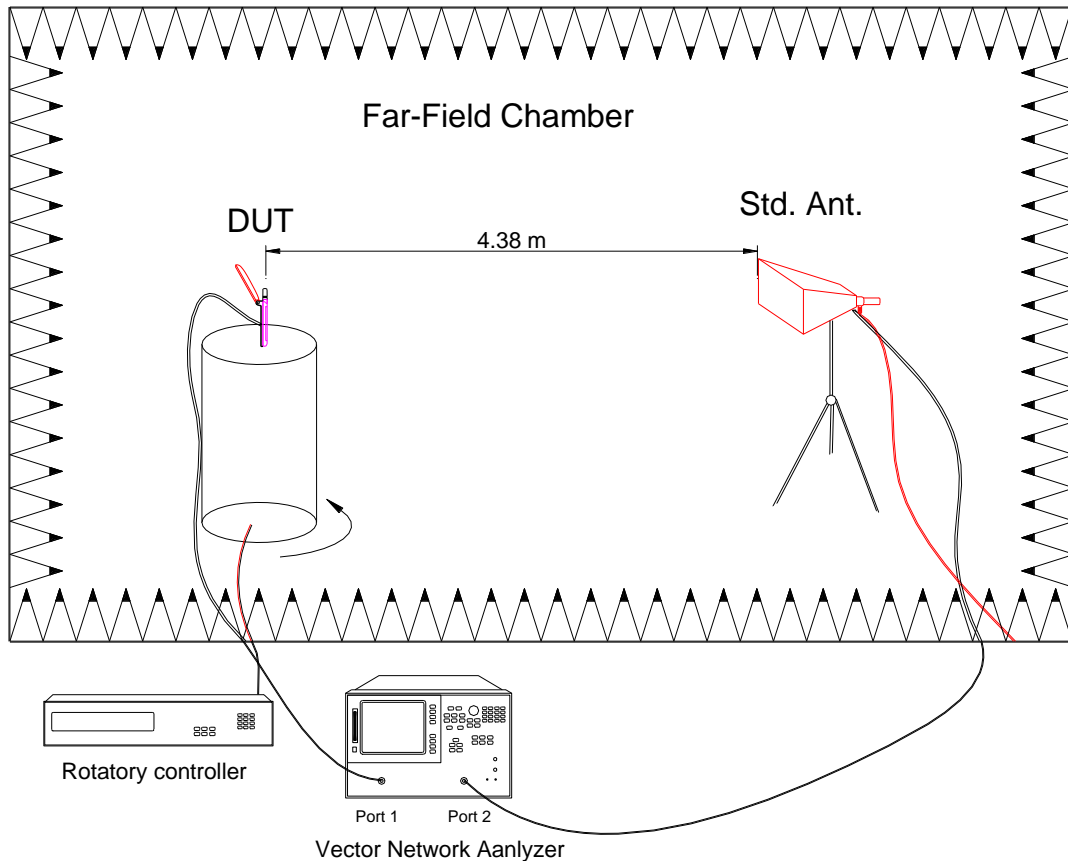 Far-Field Chamber
Std. Ant.
DUT
4.38 m
Rotatory controller
Port 1
Port 2
Vector Network Aanlyzer